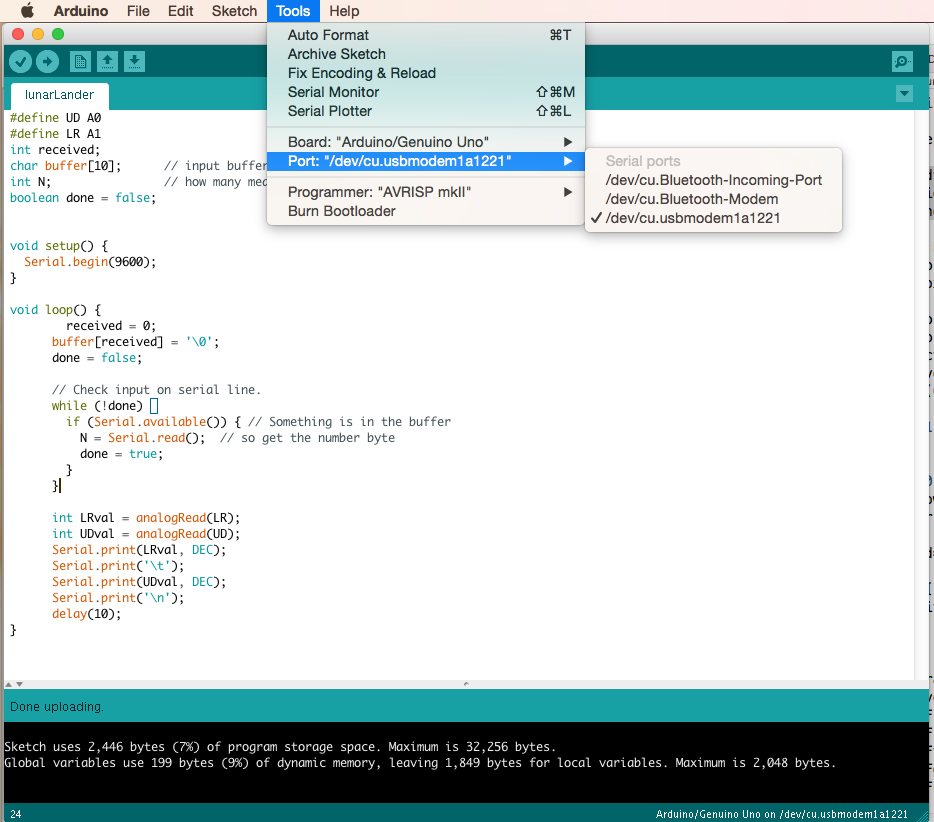 Arduino File Edit Sketch Tools Help
Auto Format ⌘T
Archive Sketch
Fix Encoding & Reload
Serial Monitor ⇧⌘M
Serial Plotter ⇧⌘L
Board: "Arduino/Genuino Uno"
Port: "/dev/cu.usbmodem1a1221"
Programmer: "AVRISP mkII"
Burn Bootloader
Serial ports
/dev/cu.Bluetooth-Incoming-Port
/dev/cu.Bluetooth-Modem
✓ /dev/cu.usbmodem1a1221
lunarLander
#define UD A0
#define LR A1
int received;
char buffer[10]; // input buffer
int N; // how many
boolean done = false;
void setup() {
Serial.begin(9600);
}
void loop() {
received = 0;
buffer[received] = '\0';
done = false;
// Check input on serial line.
while (!done)
if (Serial.available()) { // Something is in the buffer
N = Serial.read(); // so get the number byte
done = true;
}
}
int LRval = analogRead(LR);
int UDval = analogRead(UD);
Serial.print(LRval, DEC);
Serial.print('\t');
Serial.print(UDval, DEC);
Serial.print('\n');
delay(10);
}
Done uploading.
Sketch uses 2,446 bytes (7%) of program storage space. Maximum is 32,256 bytes.
Global variables use 199 bytes (9%) of dynamic memory, leaving 1,849 bytes for local variables. Maximum is 2,048 bytes.
24 Arduino/Genuino Uno on /dev/cu.usbmodem1a1221